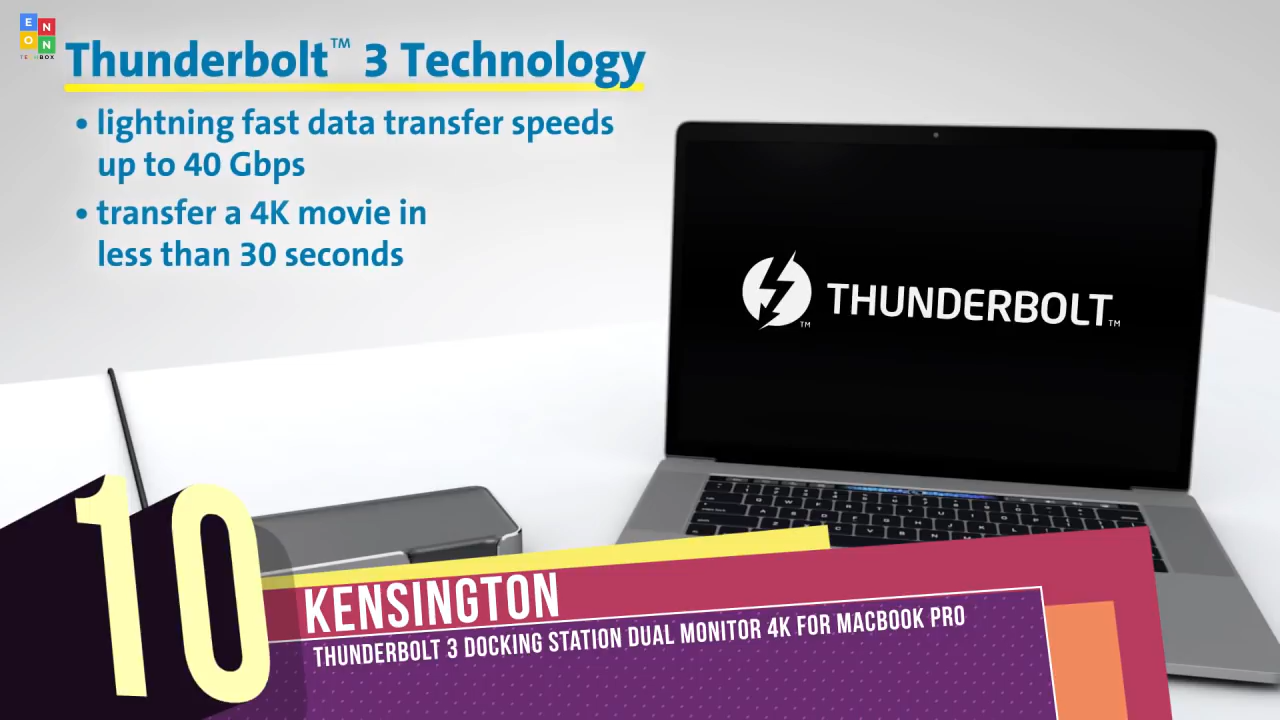 E N
O N
TECHBOX
Thunderbolt™ 3 Technology
• lightning fast data transfer speeds
up to 40 Gbps
• transfer a 4K movie in
less than 30 seconds
THUNDERBOLT™
10
KENSINGTON
THUNDERBOLT 3 DOCKING STATION DUAL MONITOR 4K FOR MACBOOK PRO